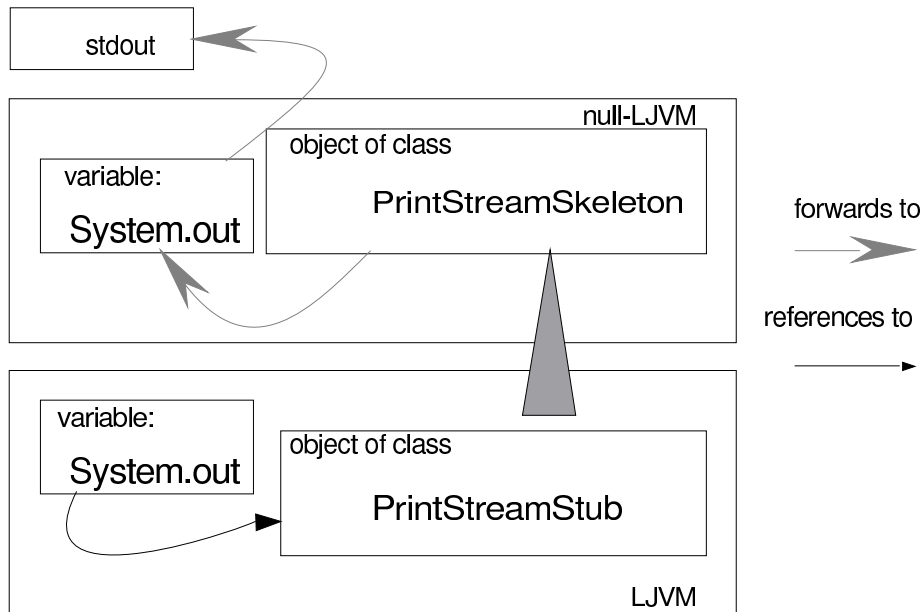 stdout
null-LJVM
object of class
variable:
PrintStreamSkeleton
System.out
forwards to
references to
variable:
System.out
object of class
PrintStreamStub
LJVM